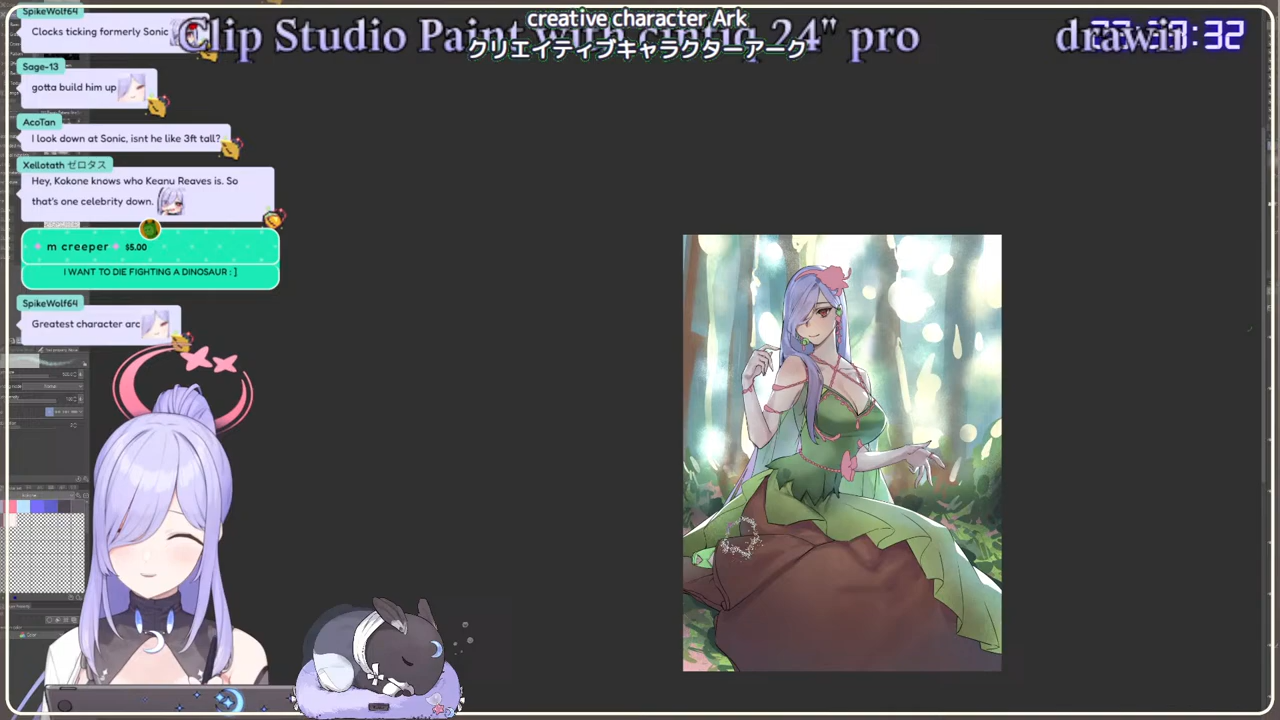 creative character Ark
クリエイティブキャラクターアーク
Clip Studio Paint with cintiq 24" pro
SpikeWolf64
Clocks ticking formerly Sonic
Sage-13
gotta build him up
AcoTan
I look down at Sonic, isnt he like 3ft tall?
Xellotath ゼロタス
Hey, Kokone knows who Keanu Reaves is. So
that's one celebrity down.
m creeper $5.00
I WANT TO DIE FIGHTING A DINOSAUR : ]
SpikeWolf64
Greatest character arc